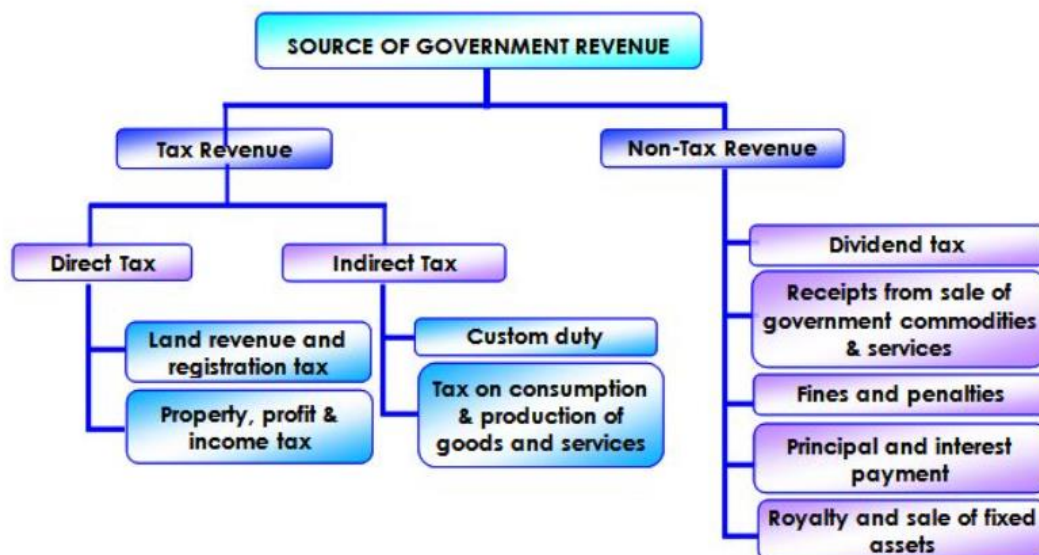 SOURCE OF GOVERNMENT REVENUE
Tax Revenue
Non-Tax Revenue
Direct Tax
Indirect Tax
Land revenue and
registration tax
Property, profit &
income tax
Custom duty
Tax on consumption
& production of
goods and services
Dividend tax
Receipts from sale of
government commodities
& services
Fines and penalties
Principal and interest
payment
Royalty and sale of fixed
assets